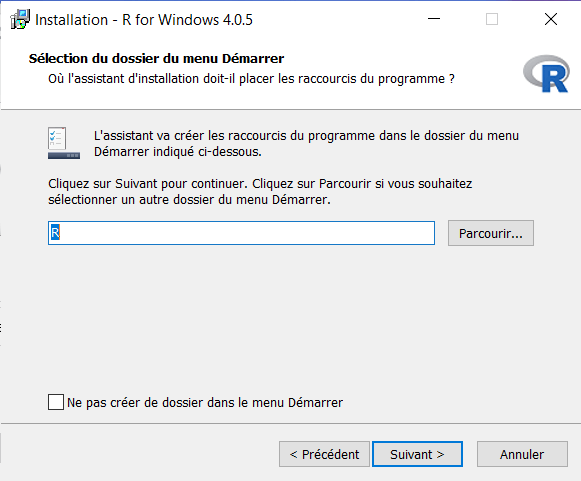 Installation - R for Windows 4.0.5
Sélection du dossier du menu Démarrer
Où l'assistant d'installation doit-il placer les raccourcis du programme ?
R
L'assistant va créer les raccourcis du programme dans le dossier du menu
Démarrer indiqué ci-dessous.
Cliquez sur Suivant pour continuer. Cliquez sur Parcourir si vous souhaitez
sélectionner un autre dossier du menu Démarrer.
R
Parcourir...
Ne pas créer de dossier dans le menu Démarrer
< Précédent
Suivant >
Annuler